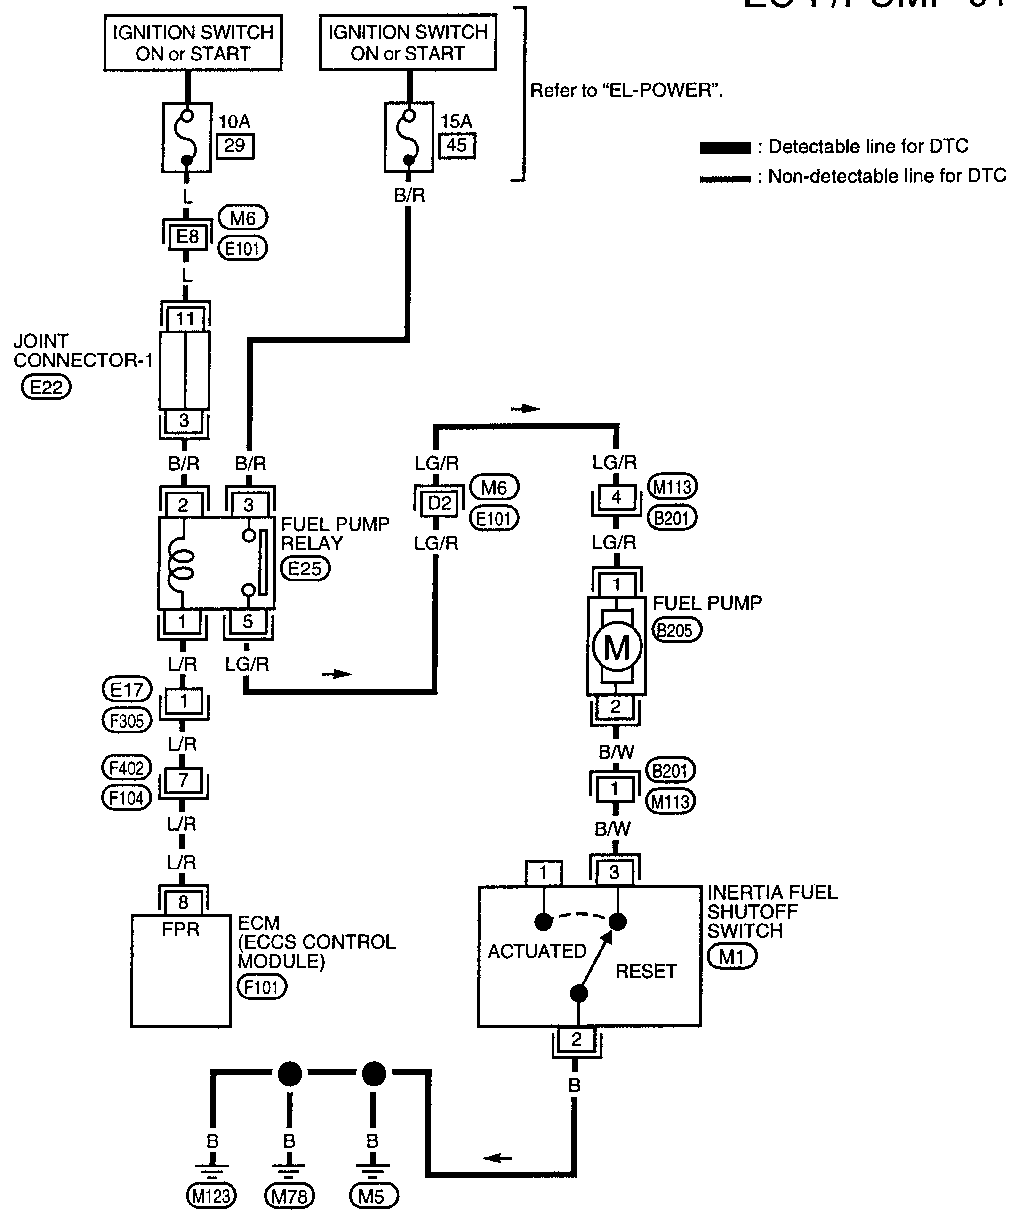 IGNITION SWITCH
ON or START
IGNITION SWITCH
ON or START
Refer to "EL-POWER".
10A
29
15A
45
: Detectable line for DTC
: Non-detectable line for DTC
L
B/R
E8
M6
E101
L
11
JOINT
CONNECTOR-1
E22
3
B/R
B/R
LG/R
LG/R
2
3
D2
M6
E101
4
M113
B201
FUEL PUMP
RELAY
E25
LG/R
LG/R
1
5
1
FUEL PUMP
B205
M
2
L/R
LG/R
E17
F305
1
L/R
B/W
F402
F104
7
1
B201
M113
L/R
B/W
L/R
8
1
3
FPR
ECM
(ECCS CONTROL
MODULE)
F101
INERTIA FUEL
SHUTOFF
SWITCH
M1
ACTUATED
RESET
2
B
B
B
B
M123
M78
M5